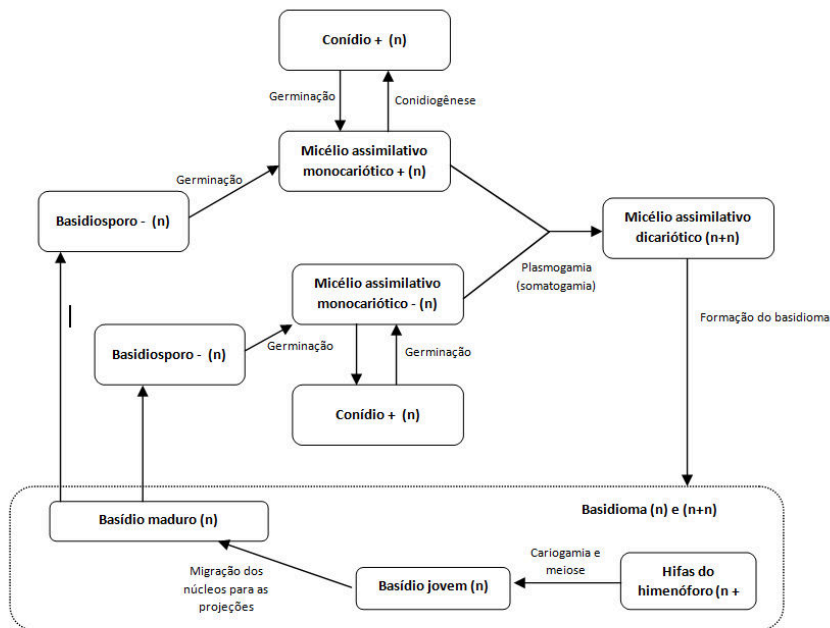 Conídio + (n)
Germinação
Conidiogênese
Micélio assimilativo
monocariótico + (n)
Germinação
Basidiosporo - (n)
Micélio assimilativo
dicariótico (n+n)
Plasmogamia
(somatogamia)
Micélio assimilativo
monocariótico - (n)
Formação do basidioma
Basidiosporo - (n)
Germinação
Germinação
Conídio + (n)
Basidioma (n) e (n+n)
Basídio maduro (n)
Migração dos
núcleos para as
projeções
Basídio jovem (n)
Cariogamia e
meiose
Hifas do
himenóforo (n +